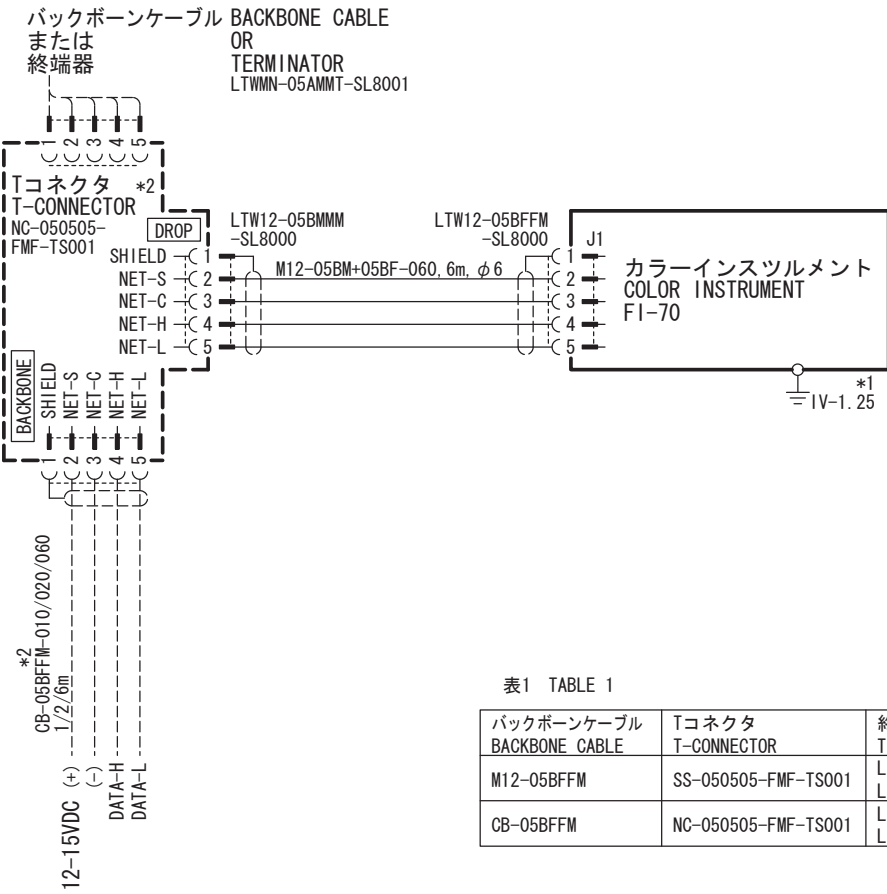 バックボーンケーブル BACKBONE CABLE
または OR
終端器 TERMINATOR
LTWMN-05AMMT-SL8001
1 2 3 4 5
Tコネクタ *2
T-CONNECTOR
NC-050505-
FMF-TS001
DROP
SHIELD 1
NET-S 2
NET-C 3
NET-H 4
NET-L 5
LTW12-05BMMM
-SL8000
M12-05BM+05BF-060,6m,φ6
LTW12-05BFFM
-SL8000
1
2
3
4
5
J1
カラーインスツルメント
COLOR INSTRUMENT
FI-70
*1
IV-1.25
BACKBONE
SHIELD
NET-S
NET-C
NET-H
NET-L
1 2 3 4 5
*2
CB-05BFFM-010/020/060
1/2/6m
12-15VDC (+)
(-)
DATA-H
DATA-L
表1 TABLE 1
バックボーンケーブル Tコネクタ
BACKBONE CABLE T-CONNECTOR
M12-05BFFM SS-050505-FMF-TS001
CB-05BFFM NC-050505-FMF-TS001